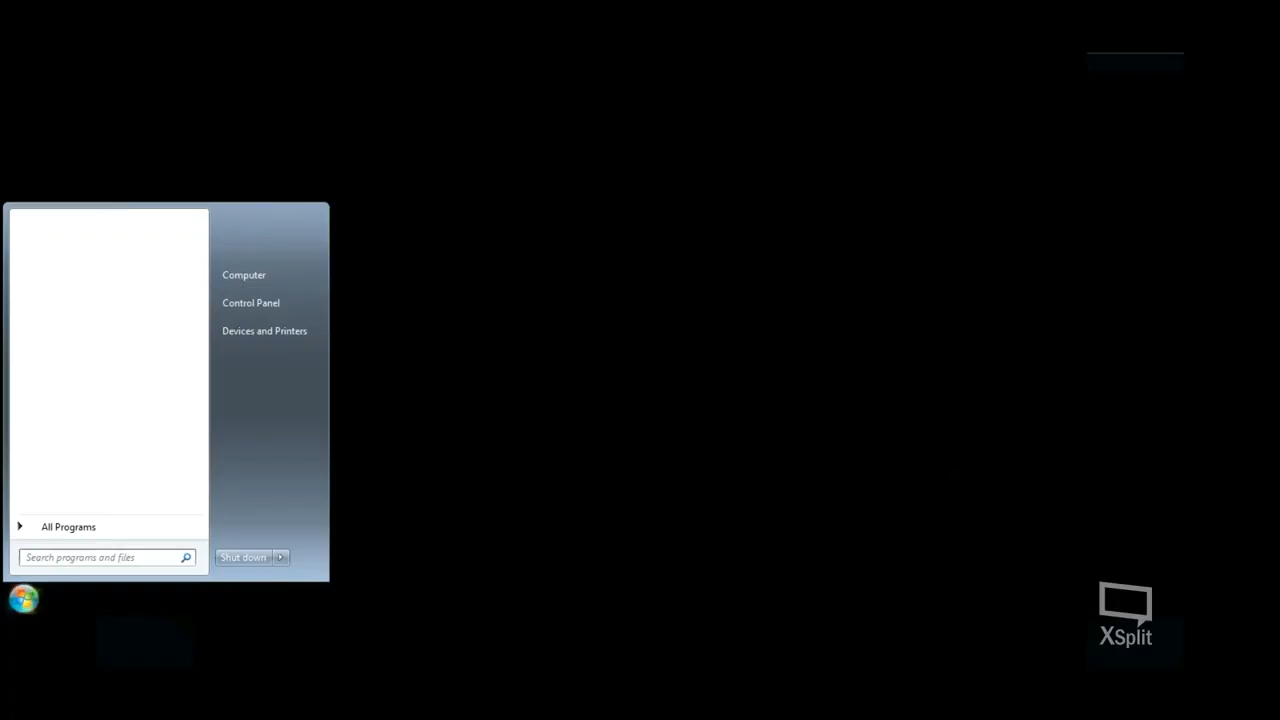 Computer
Control Panel
Devices and Printers
All Programs
Search programs and files
Shut down
XSplit